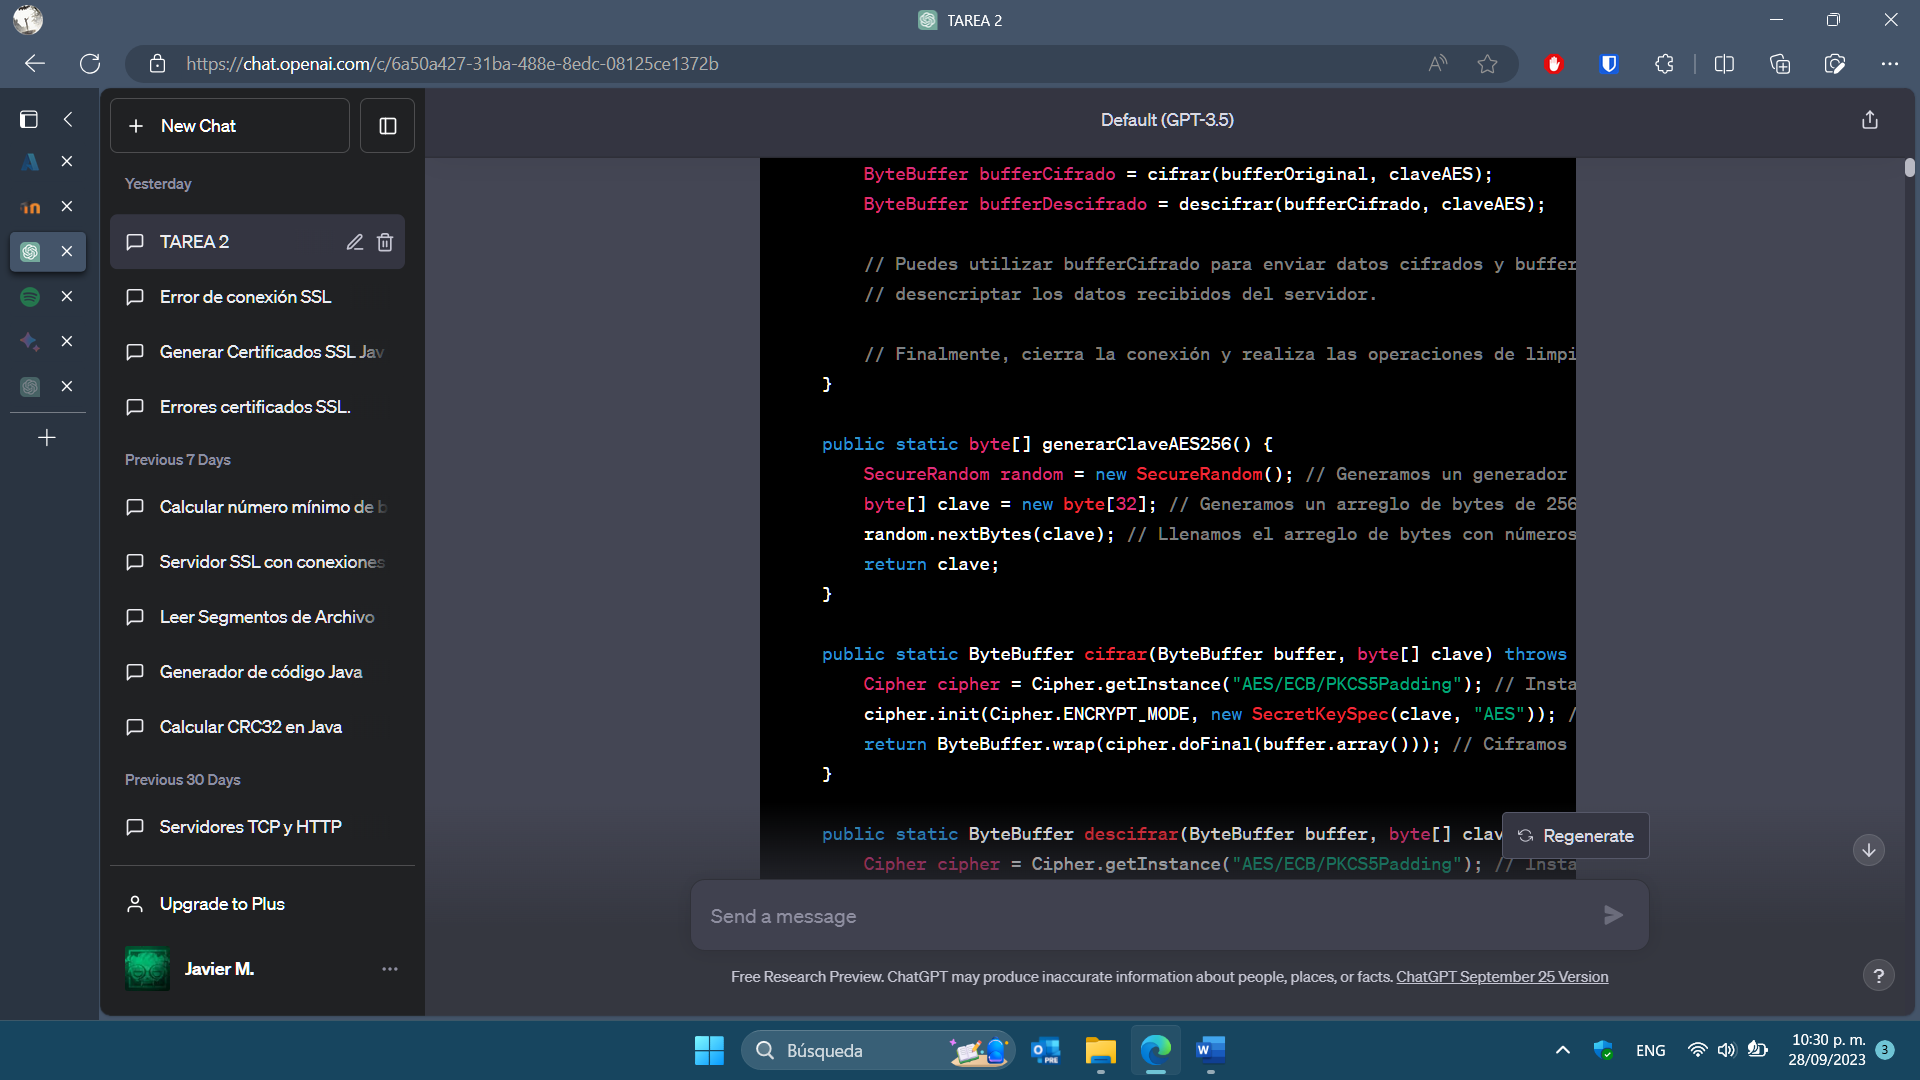 TAREA 2
https://chat.openai.com/c/6a50a427-31ba-488e-8edc-08125ce1372b
New Chat
Yesterday
TAREA 2
Error de conexión SSL
Generar Certificados SSL Jav
Errores certificados SSL.
Previous 7 Days
Calcular número mínimo de b
Servidor SSL con conexiones
Leer Segmentos de Archivo
Generador de código Java
Calcular CRC32 en Java
Previous 30 Days
Servidores TCP y HTTP
Upgrade to Plus
Javier M.
Default (GPT-3.5)
ByteBuffer bufferCifrado = cifrar(bufferOriginal, claveAES);
ByteBuffer bufferDescifrado = descifrar(bufferCifrado, claveAES);
// Puedes utilizar bufferCifrado para enviar datos cifrados y buffer
// desencriptar los datos recibidos del servidor.
// Finalmente, cierra la conexión y realiza las operaciones de limpi
}
public static byte[] generarClaveAES256() {
SecureRandom random = new SecureRandom(); // Generamos un generador
byte[] clave = new byte[32]; // Generamos un arreglo de bytes de 256
random.nextBytes(clave); // Llenamos el arreglo de bytes con números
return clave;
}
public static ByteBuffer cifrar(ByteBuffer buffer, byte[] clave) throws
Cipher cipher = Cipher.getInstance("AES/ECB/PKCS5Padding"); // Insta
cipher.init(Cipher.ENCRYPT_MODE, new SecretKeySpec(clave, "AES")); /
return ByteBuffer.wrap(cipher.doFinal(buffer.array())); // Ciframos
}
public static ByteBuffer descifrar(ByteBuffer buffer, byte[] clav
Cipher cipher = Cipher.getInstance("AES/ECB/PKCS5Padding"); // Insta
Regenerate
Send a message
Free Research Preview. ChatGPT may produce inaccurate information about people, places, or facts. ChatGPT September 25 Version
?
Búsqueda
ENG
10:30 p. m.
28/09/2023
3